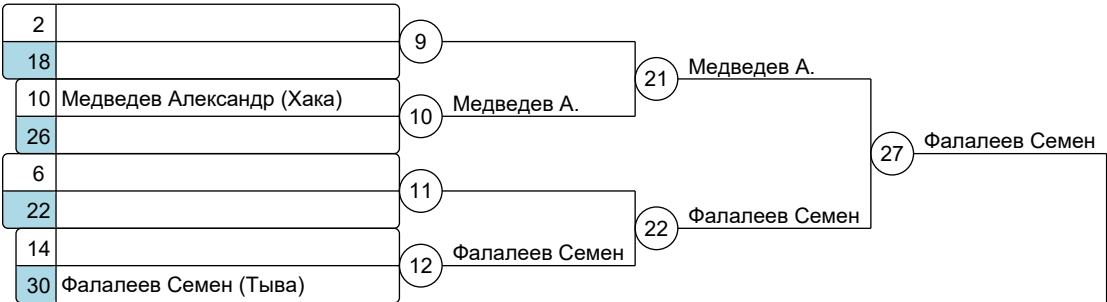 2
9
18
21 Медведев А.
10 Медведев Александр (Хака)
10 Медведев А.
26
27 Фалалеев Семен
6
11
22
22 Фалалеев Семен
14
12 Фалалеев Семен
30 Фалалеев Семен (Тыва)